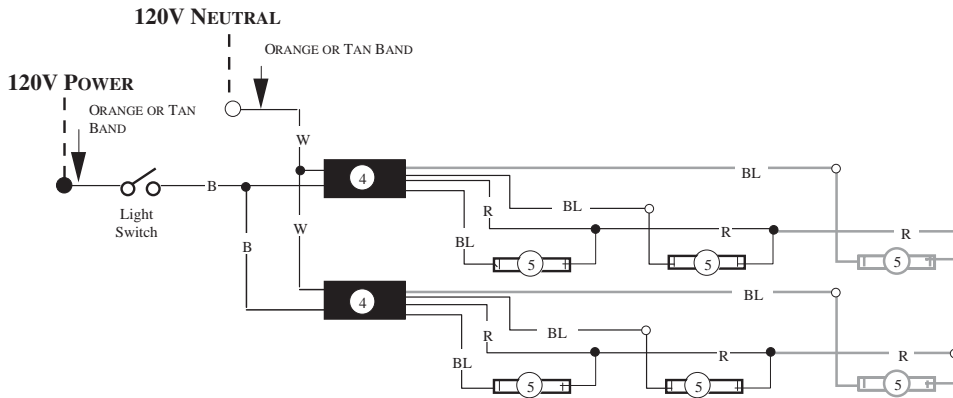 120V NEUTRAL
ORANGE OR TAN BAND
120V POWER
ORANGE OR TAN
BAND
W
4
BL
B
R
BL
R
R
Light
Switch
B
W
BL
5
5
5
4
BL
R
BL
R
R
BL
5
5
5